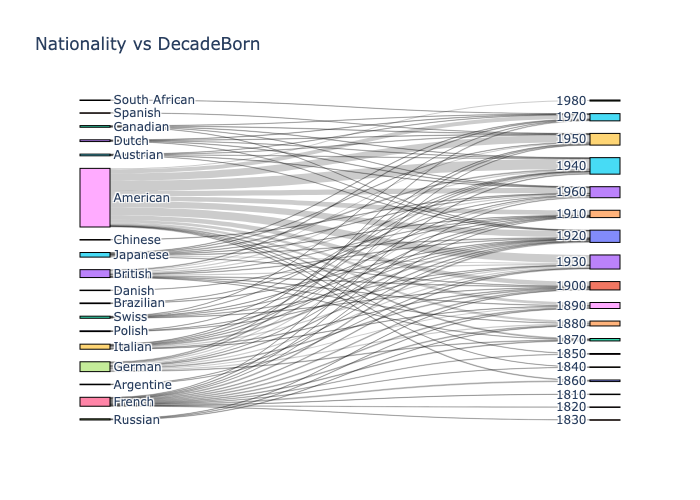 Nationality vs DecadeBorn
South African
Spanish
Canadian
Dutch
Austrian
American
Chinese
Japanese
British
Danish
Brazilian
Swiss
Polish
Italian
German
Argentine
French
Russian
1980
1970
1950
1940
1960
1910
1920
1930
1900
1890
1880
1870
1850
1840
1860
1810
1820
1830